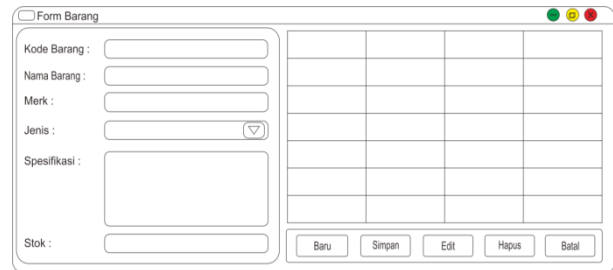 Form Barang
Kode Barang :
Nama Barang :
Merk :
Jenis :
Spesifikasi :
Stok :
Baru Simpan Edit Hapus Batal